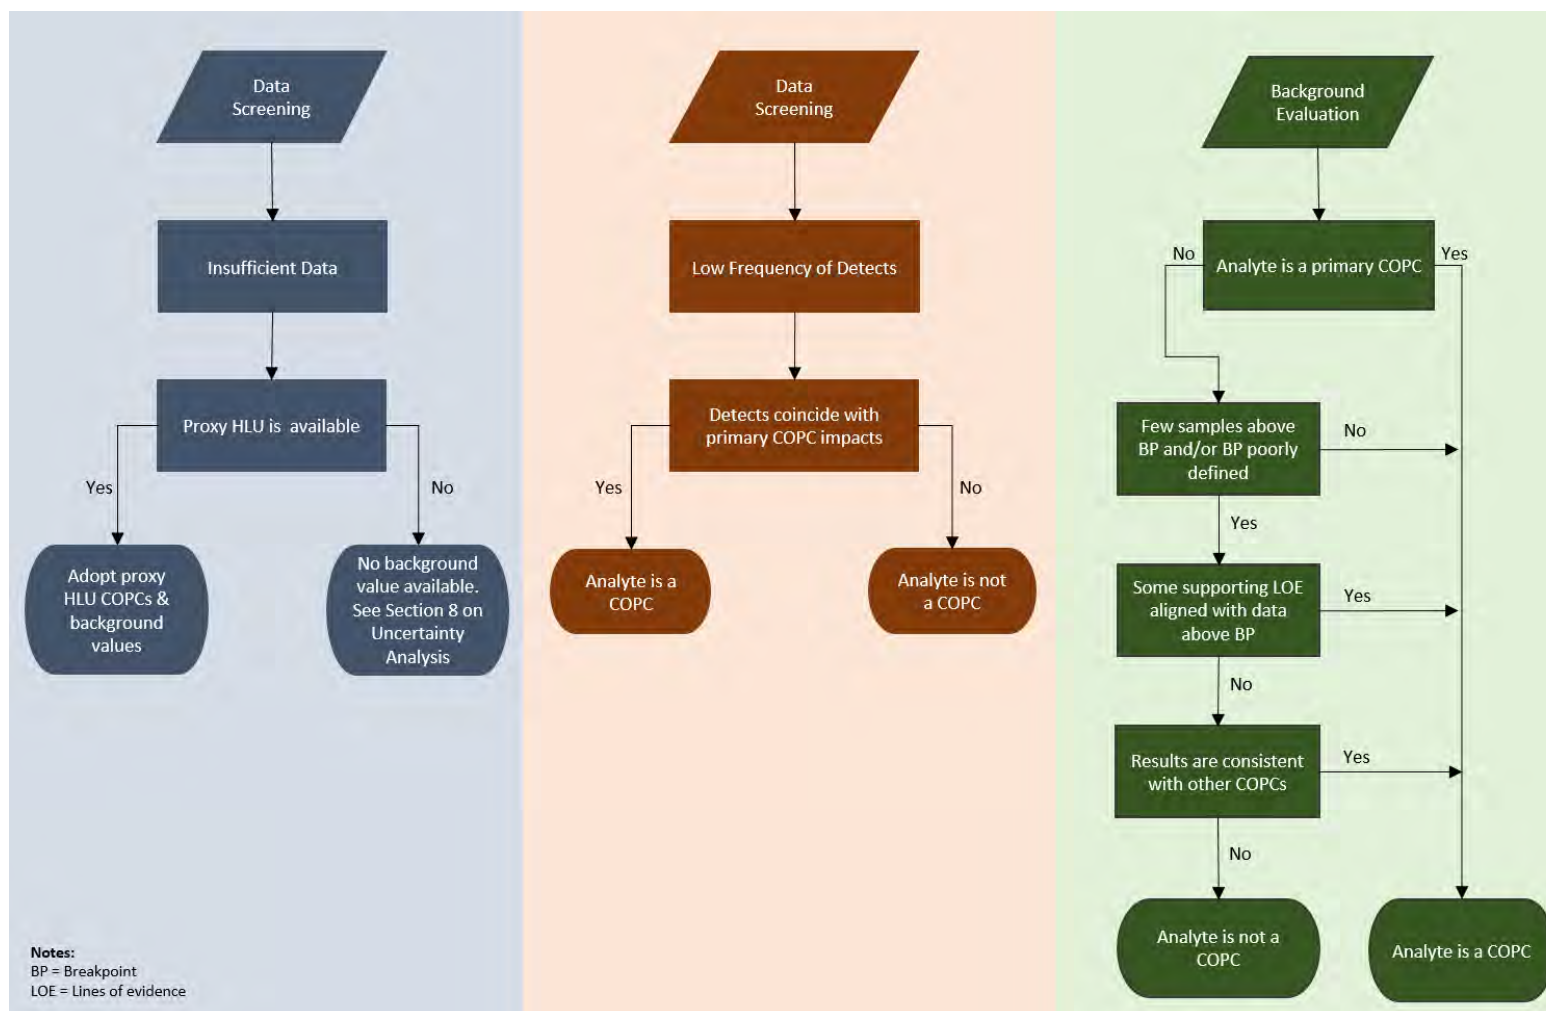 Data
Screening
Insufficient Data
Proxy HLU is available
Yes
No
Adopt proxy
HLU COPCs &
background
values
No background
value available.
See Section 8 on
Uncertainty
Analysis
Notes:
BP = Breakpoint
LOE = Lines of evidence
Data
Screening
Low Frequency of Detects
Detects coincide with
primary COPC impacts
Yes
No
Analyte is a
COPC
Analyte is not
a COPC
Background
Evaluation
No
Analyte is a primary COPC
Yes
Few samples above
BP and/or BP poorly
defined
No
Yes
Some supporting LOE
aligned with data
above BP
Yes
No
Results are consistent
with other COPCs
Yes
No
Analyte is not a
COPC
Analyte is a COPC